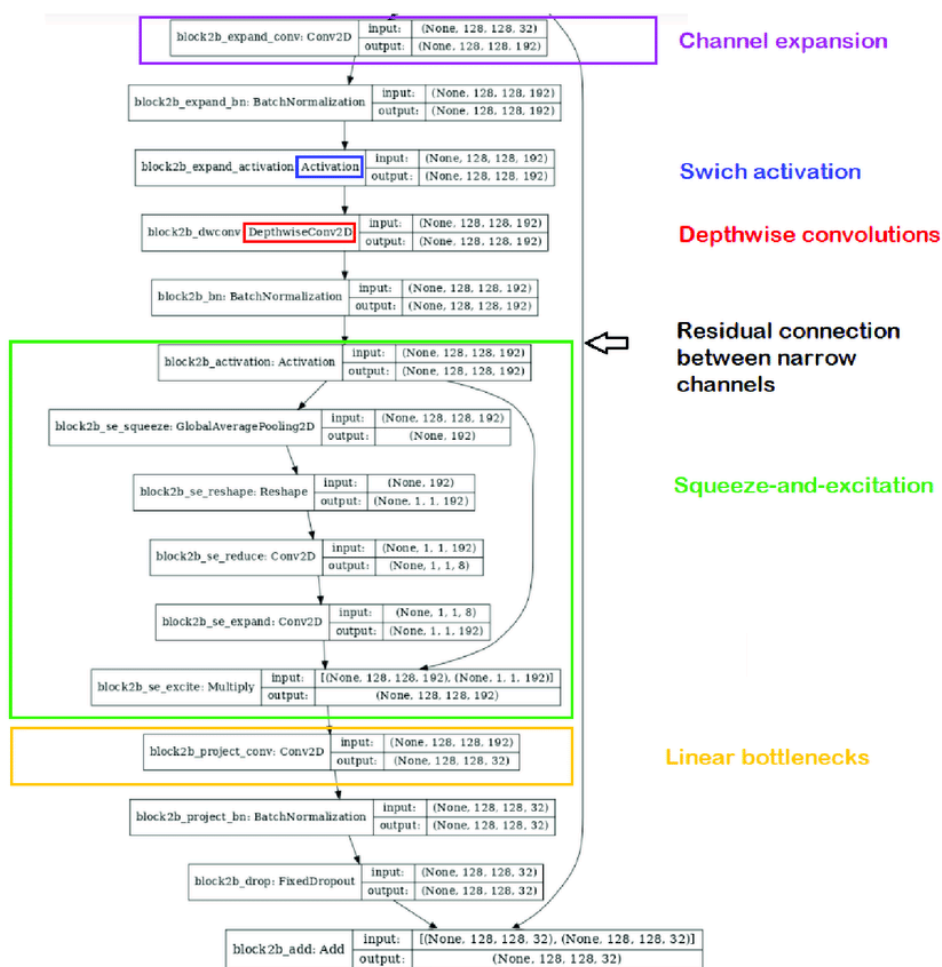 block2b_expand_conv: Conv2D input: (None, 128, 128, 32)
output: (None, 128, 128, 192)
Channel expansion
block2b_expand_bn: BatchNormalization input: (None, 128, 128, 192)
output: (None, 128, 128, 192)
block2b_expand_activation Activation input: (None, 128, 128, 192)
output: (None, 128, 128, 192)
Swich activation
block2b_dwconv DepthwiseConv2D input: (None, 128, 128, 192)
output: (None, 128, 128, 192)
Depthwise convolutions
block2b_bn: BatchNormalization input: (None, 128, 128, 192)
output: (None, 128, 128, 192)
Residual connection
between narrow
channels
block2b_activation: Activation input: (None, 128, 128, 192)
output: (None, 128, 128, 192)
block2b_se_squeeze: GlobalAveragePooling2D input: (None, 128, 128, 192)
output: (None, 192)
block2b_se_reshape: Reshape input: (None, 192)
output: (None, 1, 1, 192)
Squeeze-and-excitation
block2b_se_reduce: Conv2D input: (None, 1, 1, 192)
output: (None, 1, 1, 8)
block2b_se_expand: Conv2D input: (None, 1, 1, 8)
output: (None, 1, 1, 192)
block2b_se_excite: Multiply input: [(None, 128, 128, 192), (None, 1, 1, 192)]
output: (None, 128, 128, 192)
block2b_project_conv: Conv2D input: (None, 128, 128, 192)
output: (None, 128, 128, 32)
Linear bottlenecks
block2b_project_bn: BatchNormalization input: (None, 128, 128, 32)
output: (None, 128, 128, 32)
block2b_drop: FixedDropout input: (None, 128, 128, 32)
output: (None, 128, 128, 32)
block2b_add: Add input: [(None, 128, 128, 32), (None, 128, 128, 32)]
output: (None, 128, 128, 32)